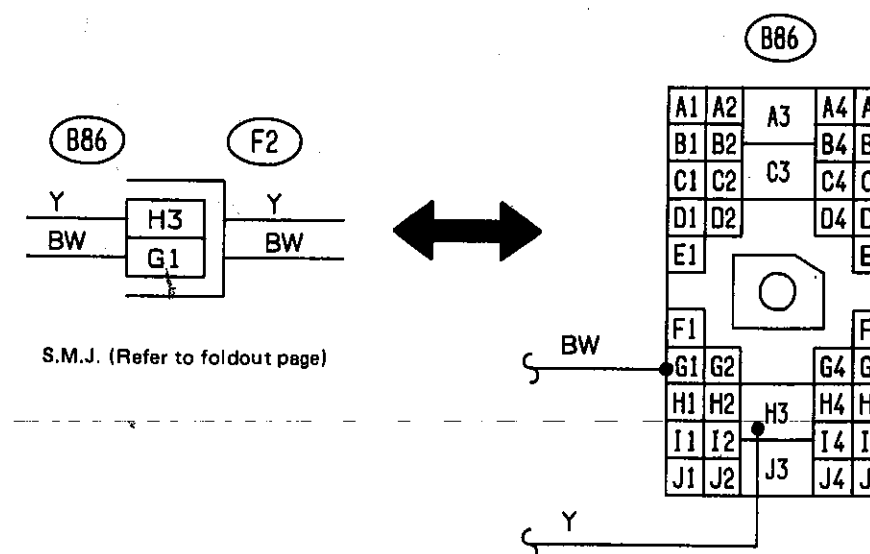 B86
F2
Y
Y
H3
BW
BW
G1
S.M.J. (Refer to foldout page)
B86
A1 A2 A3 A4 A
B1 B2 B4
C1 C2 C3 C4
D1 D2 D4
E1 E
F1 F
BW
G1 G2 G4 G
H1 H2 H3 H4 H
I1 I2 I4 I
J1 J2 J3 J4 J
Y